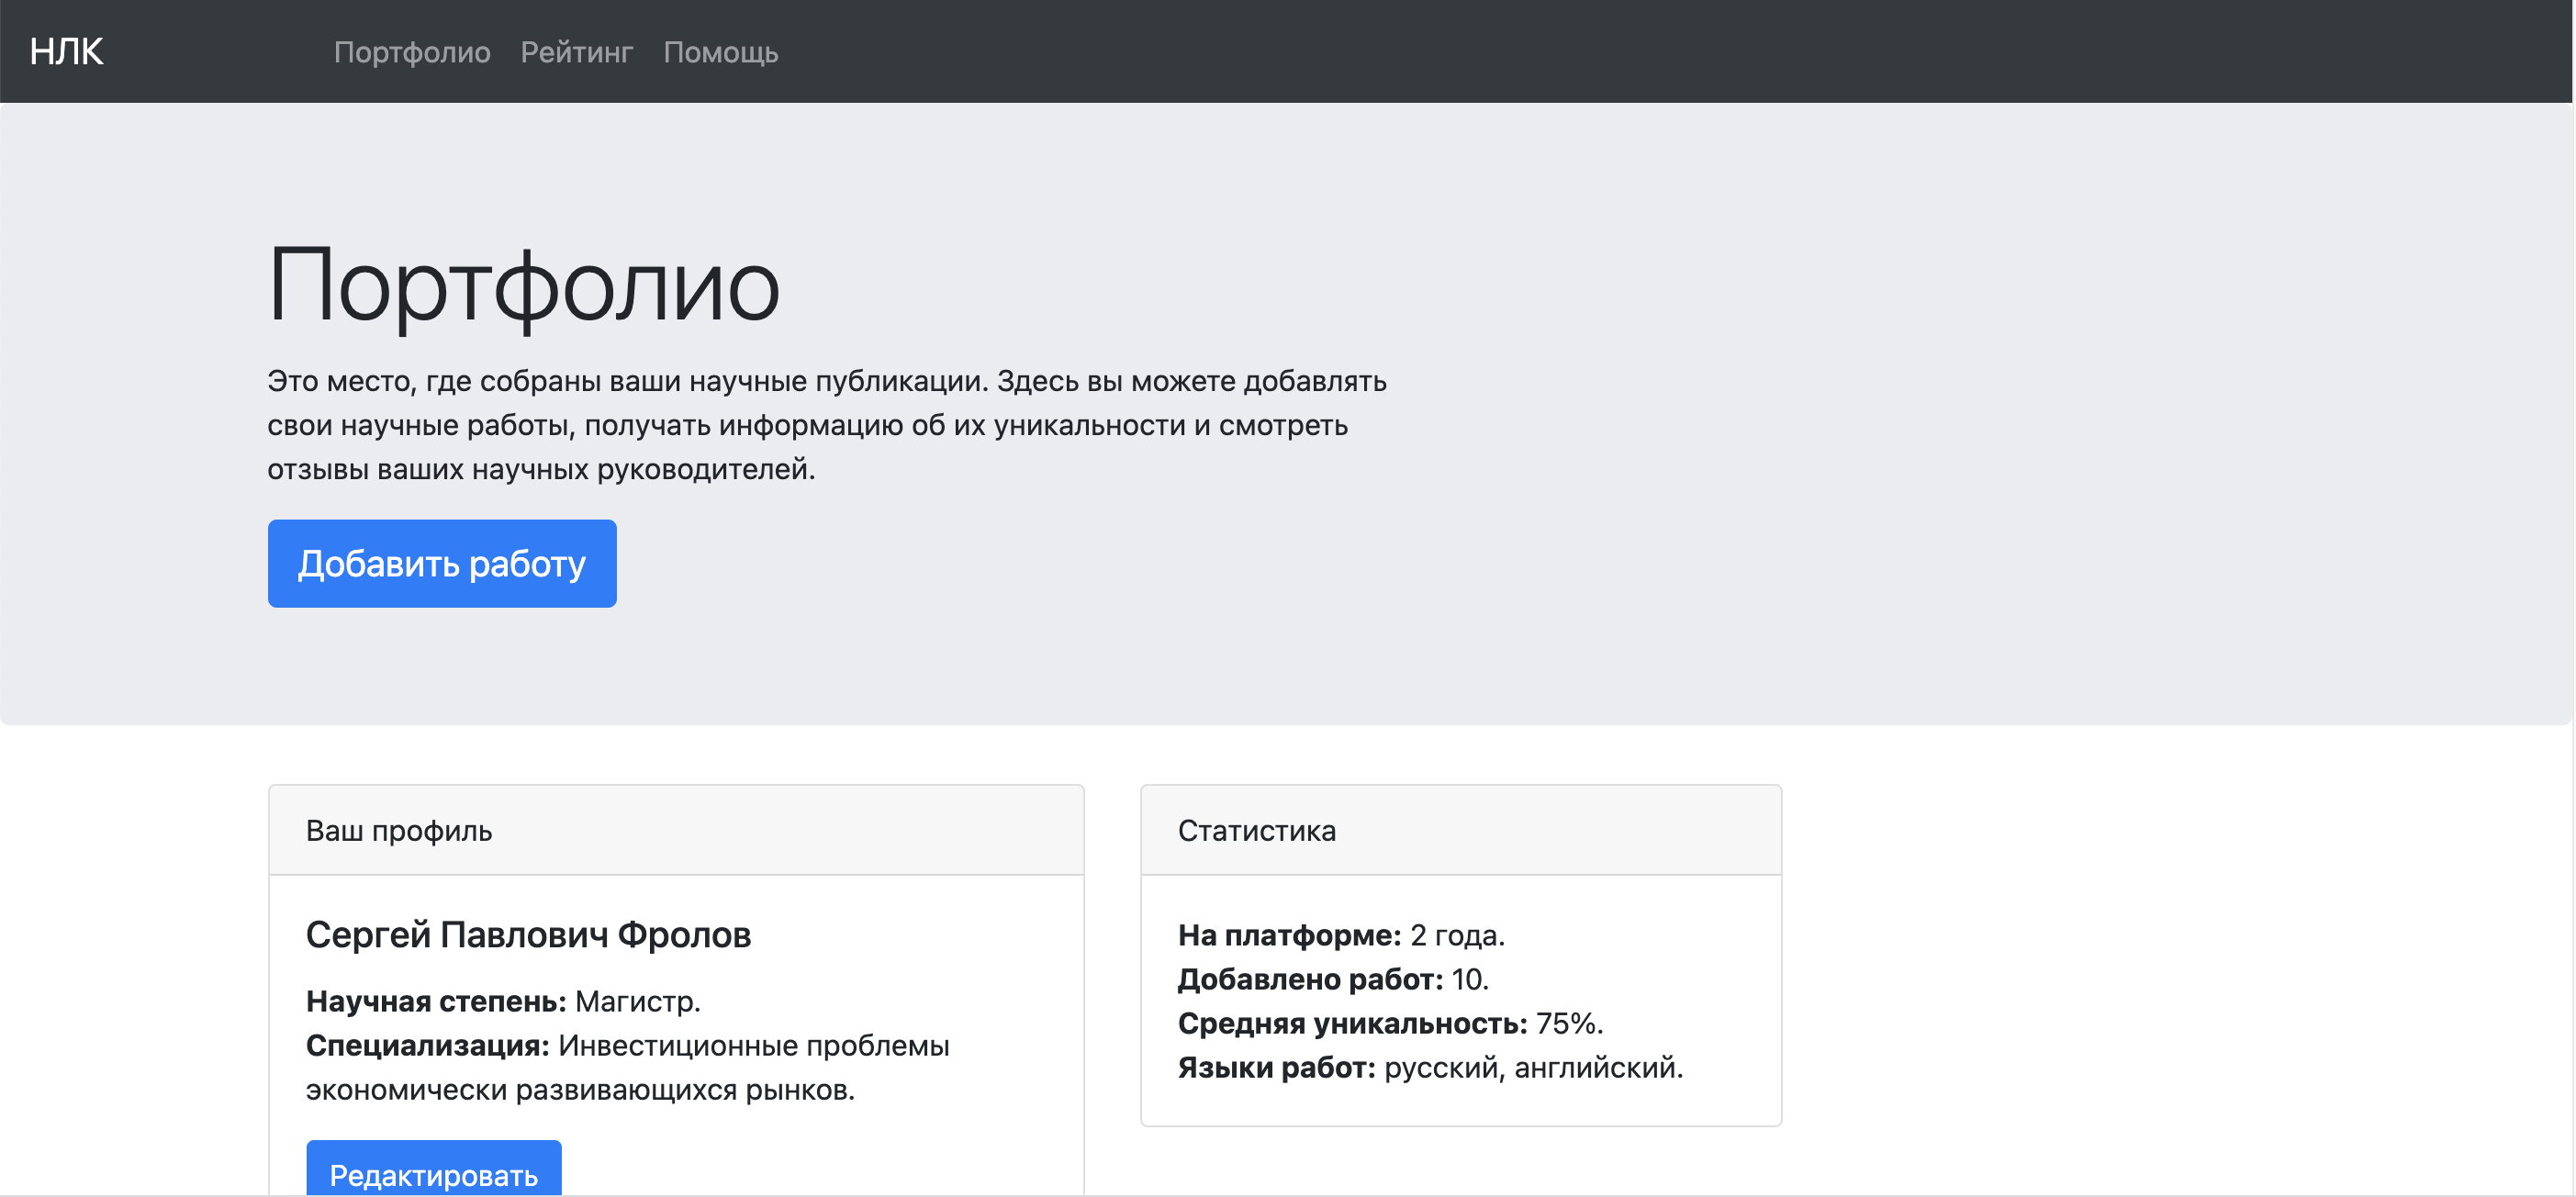 НЛК
Портфолио Рейтинг Помощь
Портфолио
Это место, где собраны ваши научные публикации. Здесь вы можете добавлять
свои научные работы, получать информацию об их уникальности и смотреть
отзывы ваших научных руководителей.
Добавить работу
Ваш профиль
Сергей Павлович Фролов
Научная степень: Магистр.
Специализация: Инвестиционные проблемы
экономически развивающихся рынков.
Редактировать
Статистика
На платформе: 2 года.
Добавлено работ: 10.
Средняя уникальность: 75%.
Языки работ: русский, английский.